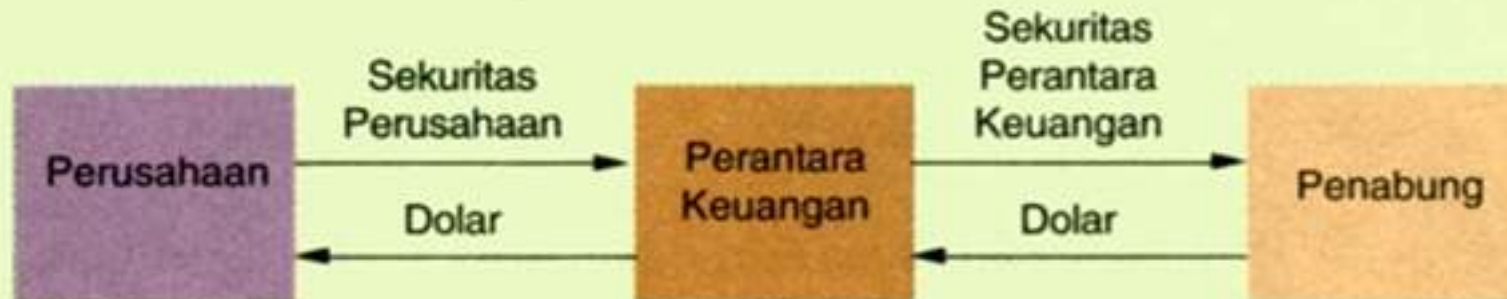 Perusahaan
Sekuritas
Perusahaan
Dolar
Perantara
Keuangan
Sekuritas
Perantara
Keuangan
Dolar
Penabung